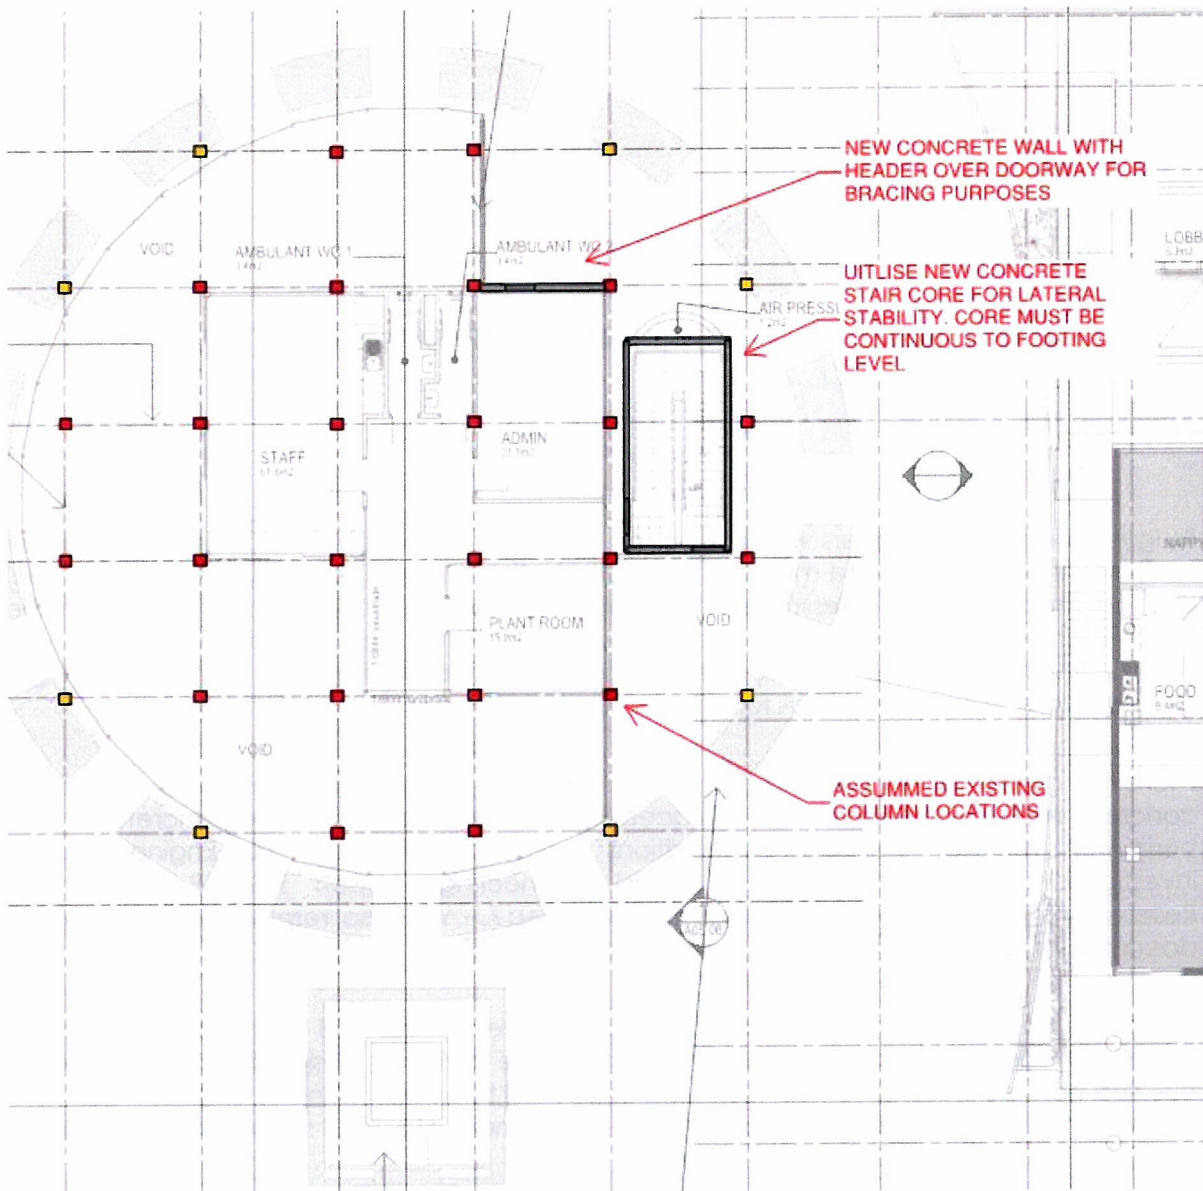 NEW CONCRETE WALL WITH
HEADER OVER DOORWAY FOR
BRACING PURPOSES
VOID
AMBULANT WC 1
AMBULANT WC 2
LOBB
UITLISE NEW CONCRETE
STAIR CORE FOR LATERAL
STABILITY. CORE MUST BE
CONTINUOUS TO FOOTING
LEVEL
AIR PRESSU
STAFF
ADMIN
NAPPY
PLANT ROOM
VOID
FOOD
VOID
ASSUMMED EXISTING
COLUMN LOCATIONS